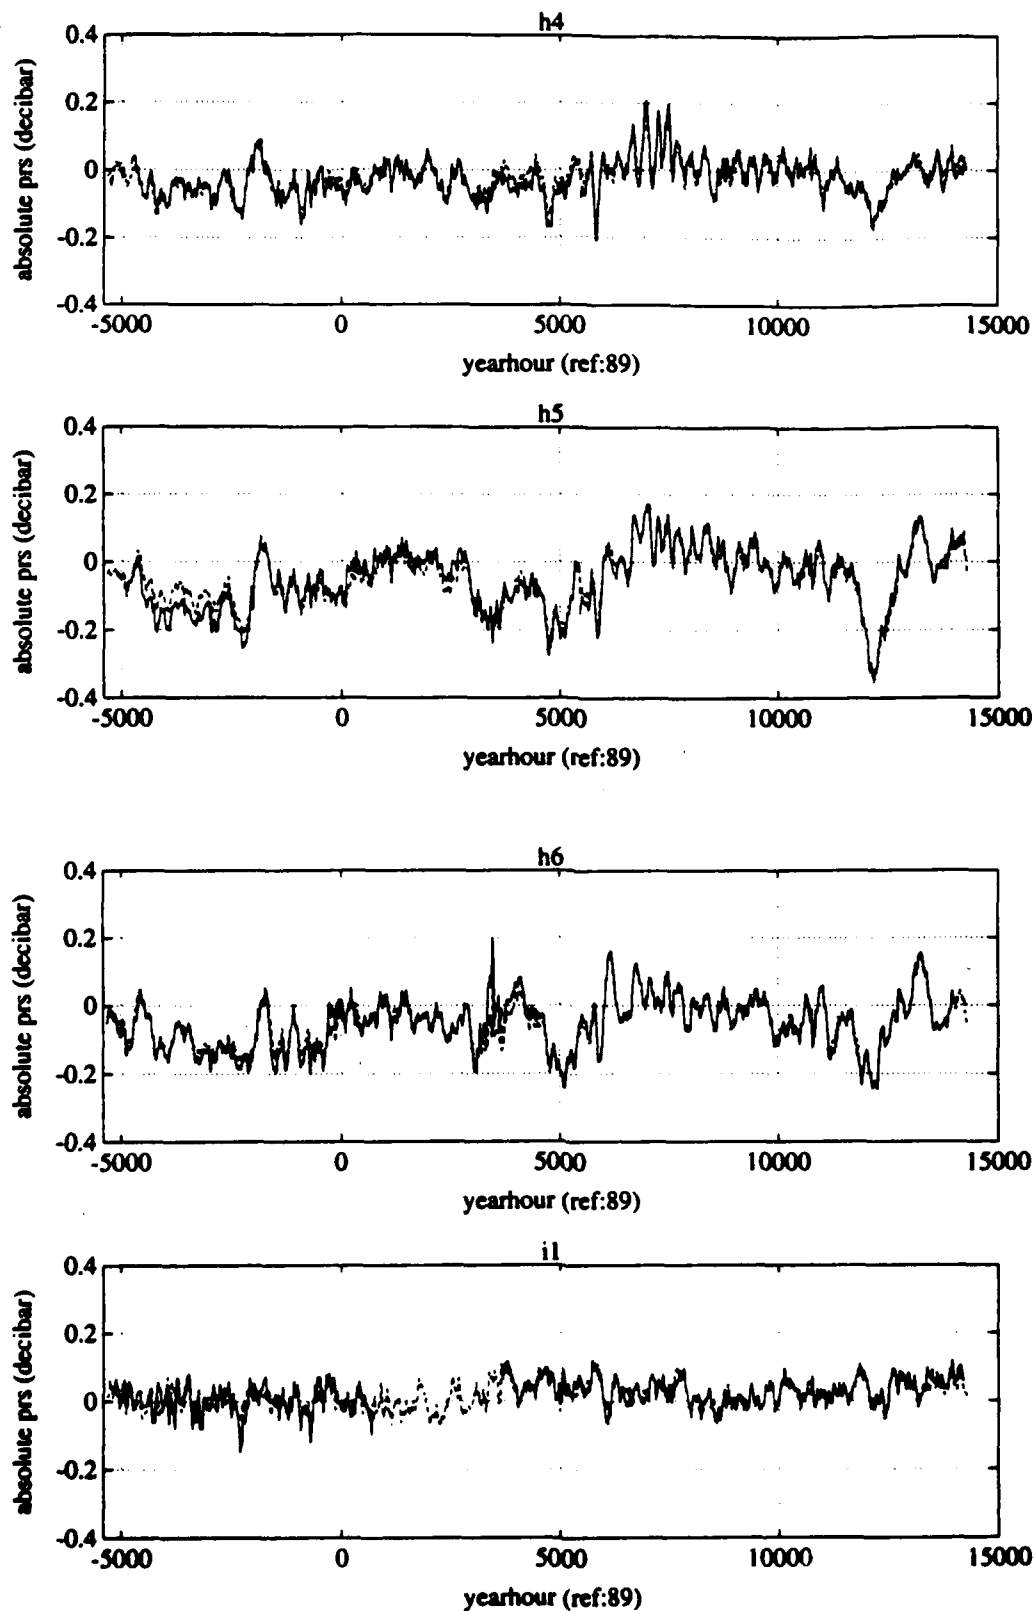 h4
0.4
0.2
0
-0.2
-0.4
absolute prs (decibar)
-5000 0 5000 10000 15000
yearhour (ref:89)
h5
0.4
0.2
0
-0.2
-0.4
absolute prs (decibar)
-5000 0 5000 10000 15000
yearhour (ref:89)
h6
0.4
0.2
0
-0.2
-0.4
absolute prs (decibar)
-5000 0 5000 10000 15000
yearhour (ref:89)
i1
0.4
0.2
0
-0.2
-0.4
absolute prs (decibar)
-5000 0 5000 10000 15000
yearhour (ref:89)